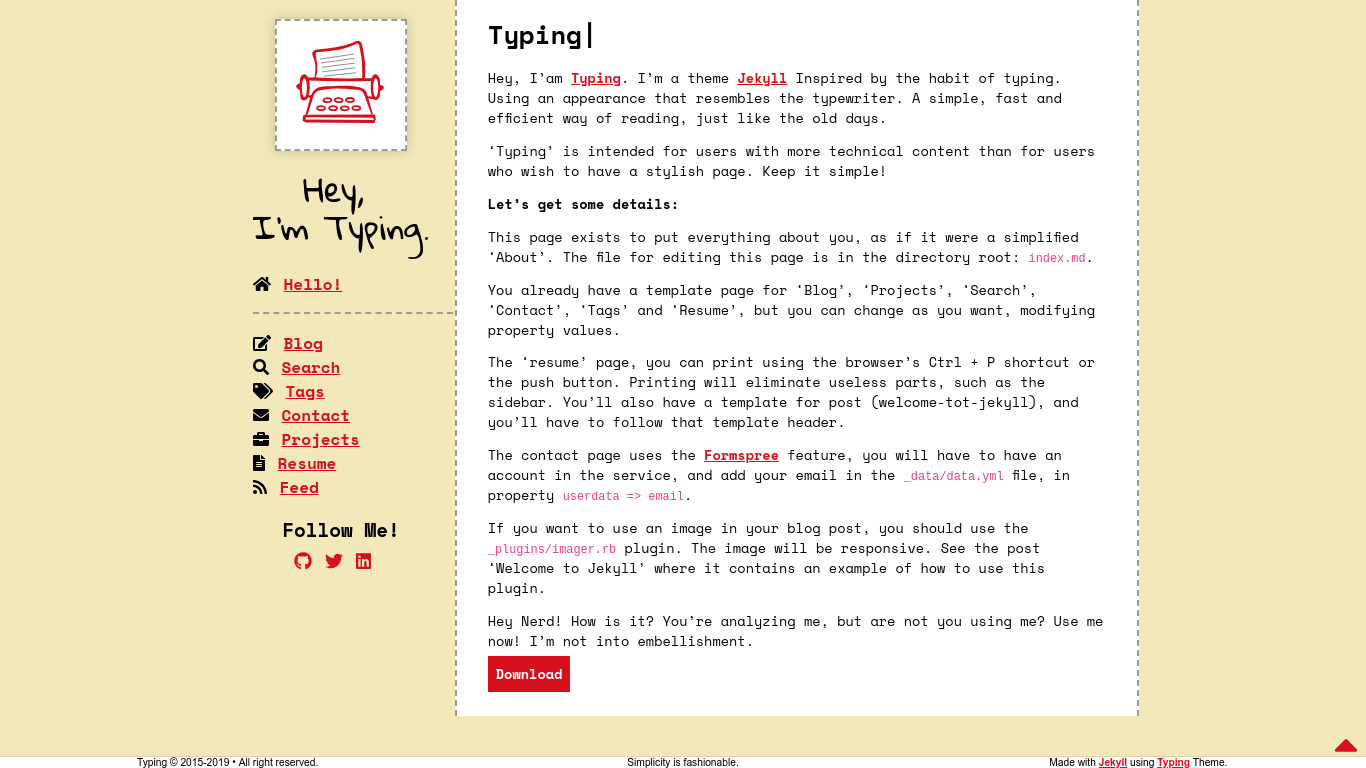 Hey,
I'm Typing.
Hello!
Blog
Search
Tags
Contact
Projects
Resume
Feed
Follow Me!
Typing|
Hey, I’m Typing. I’m a theme Jekyll Inspired by the habit of typing.
Using an appearance that resembles the typewriter. A simple, fast and
efficient way of reading, just like the old days.
‘Typing’ is intended for users with more technical content than for users
who wish to have a stylish page. Keep it simple!
Let’s get some details:
This page exists to put everything about you, as if it were a simplified
‘About’. The file for editing this page is in the directory root: index.md.
You already have a template page for ‘Blog’, ‘Projects’, ‘Search’,
‘Contact’, ‘Tags’ and ‘Resume’, but you can change as you want, modifying
property values.
The ‘resume’ page, you can print using the browser’s Ctrl + P shortcut or
the push button. Printing will eliminate useless parts, such as the
sidebar. You’ll also have a template for post (welcome-tot-jekyll), and
you’ll have to follow that template header.
The contact page uses the Formspree feature, you will have to have an
account in the service, and add your email in the _data/data.yml file, in
property userdata => email.
If you want to use an image in your blog post, you should use the
_plugins/imager.rb plugin. The image will be responsive. See the post
‘Welcome to Jekyll’ where it contains an example of how to use this
plugin.
Hey Nerd! How is it? You’re analyzing me, but are not you using me? Use me
now! I’m not into embellishment.
Download
Typing © 2015-2019 • All right reserved.
Simplicity is fashionable.
Made with Jekyll using Typing Theme.